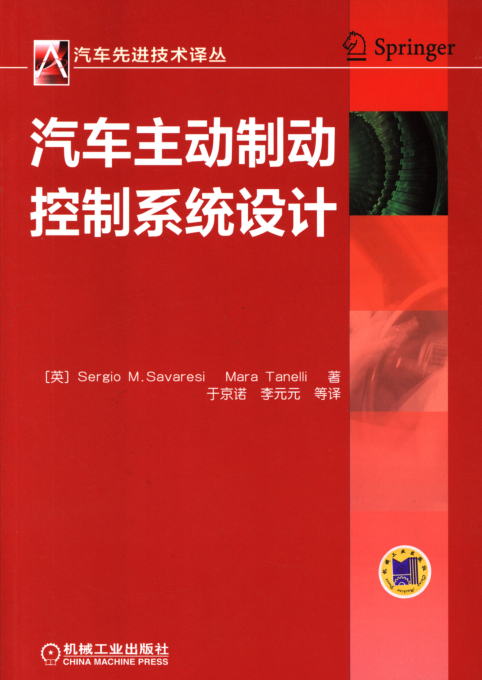 汽车先进技术译丛
Springer
汽车主动制动
控制系统设计
[英] Sergio M.Savaresi Mara Tanelli 著
于京诺 李元元 等译
机械工业出版社
CHINA MACHINE PRESS